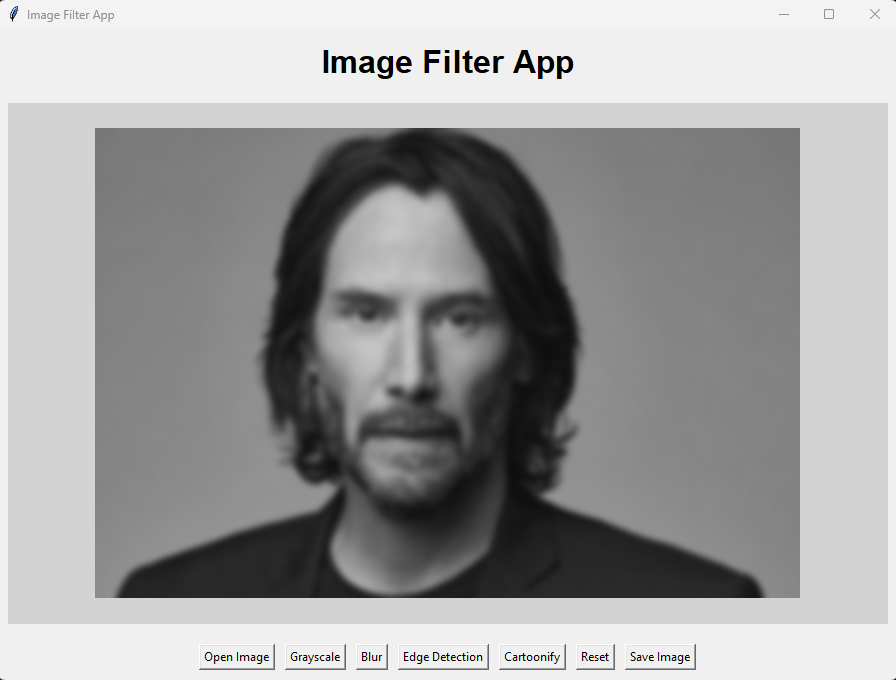 Image Filter App
Image Filter App
Open Image Grayscale Blur Edge Detection Cartoonify Reset Save Image